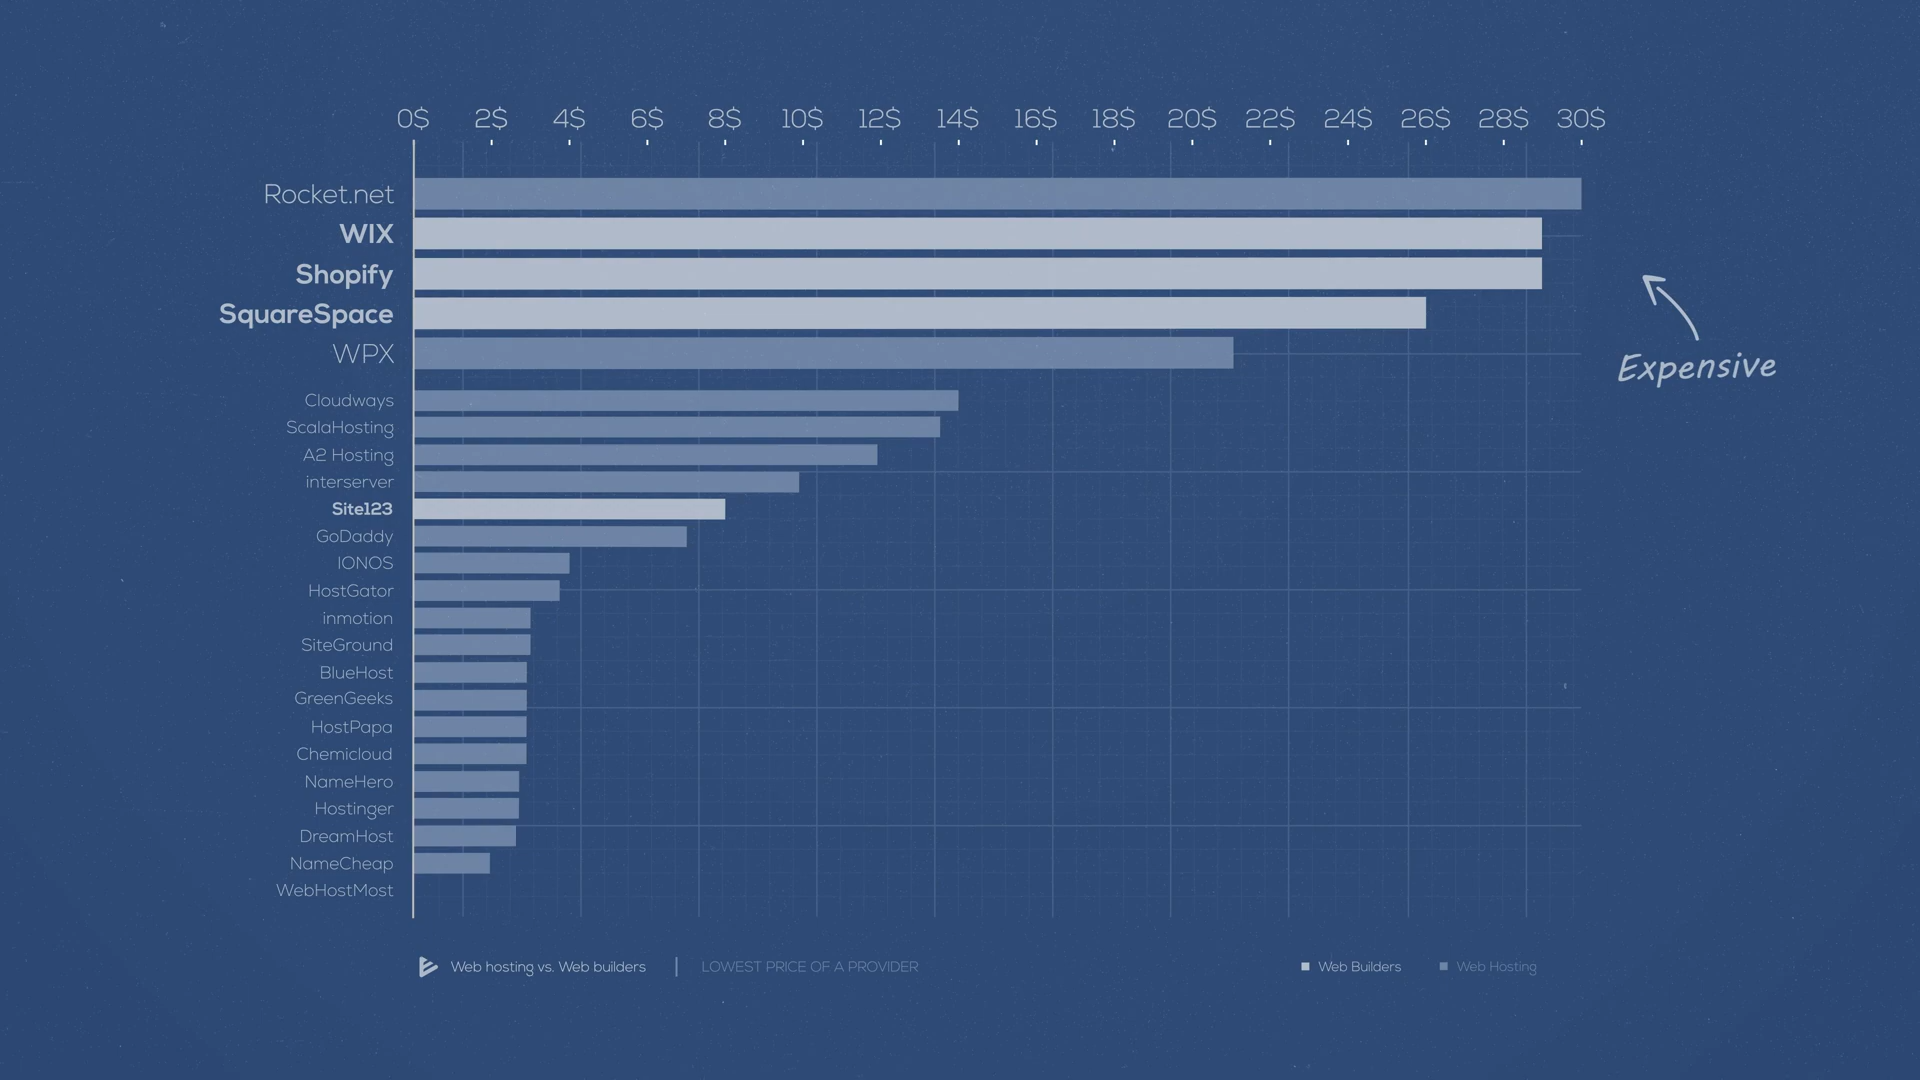 0$ 2$ 4$ 6$ 8$ 10$ 12$ 14$ 16$ 18$ 20$ 22$ 24$ 26$ 28$ 30$
Rocket.net
WIX
Shopify
SquareSpace
WPX
Expensive
Cloudways
ScalaHosting
A2 Hosting
interserver
Site123
GoDaddy
IONOS
HostGator
inmotion
SiteGround
BlueHost
GreenGeeks
HostPapa
Chemicloud
NameHero
Hostinger
DreamHost
NameCheap
WebHostMost
Web hosting vs. Web builders | LOWEST PRICE OF A PROVIDER Web Builders Web Hosting